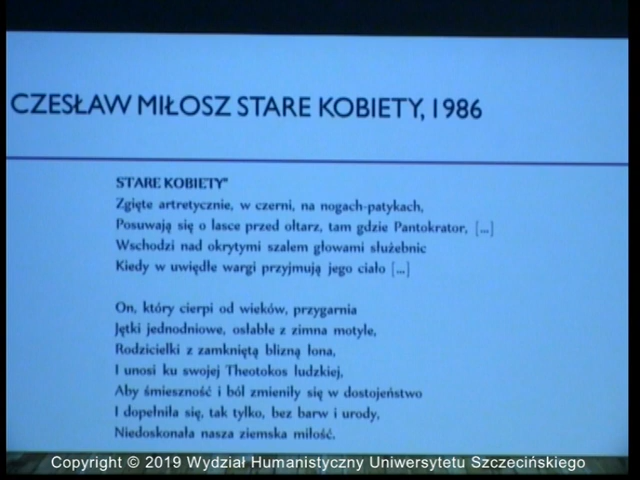 CZESŁAW MIŁOSZ STARE KOBIETY, 1986
STARE KOBIETY"
Zgięte artretycznie, w czerni, na nogach-patykach,
Posuwają się o lasce przed ołtarz, tam gdzie Pantokrator, [...]
Wschodzi nad okrytymi szalem głowami służebnic
Kiedy w uwiędłe wargi przyjmują jego ciało [...]
On, który cierpi od wieków, przygarnia
Jętki jednodniowe, osłabłe z zimna motyle,
Rodzicielki z zamkniętą blizną łona,
I unosi ku swojej Theotokos ludzkiej,
Aby śmieszność i ból zmieniły się w dostojeństwo
I dopełniła się, tak tylko, bez barw i urody,
Niedoskonała nasza ziemska miłość.
Copyright © 2019 Wydział Humanistyczny Uniwersytetu Szczecińskiego